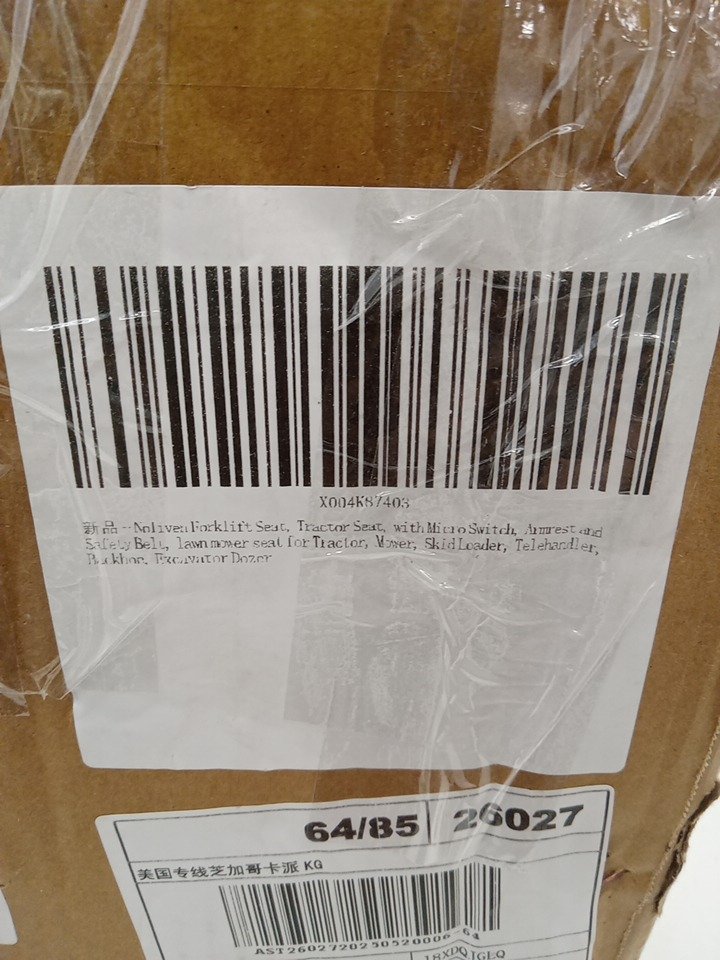 X004K87403
新品 - Noliven Forklift Seat, Tractor Seat, with Micro Switch, Armrest and
Safety Belt, lawn mower seat for Tractor, Mower, Skid Loader, Telehandler,
Backhoe, Excavator Dozer
64/85 26027
美国专线芝加哥卡派 KG